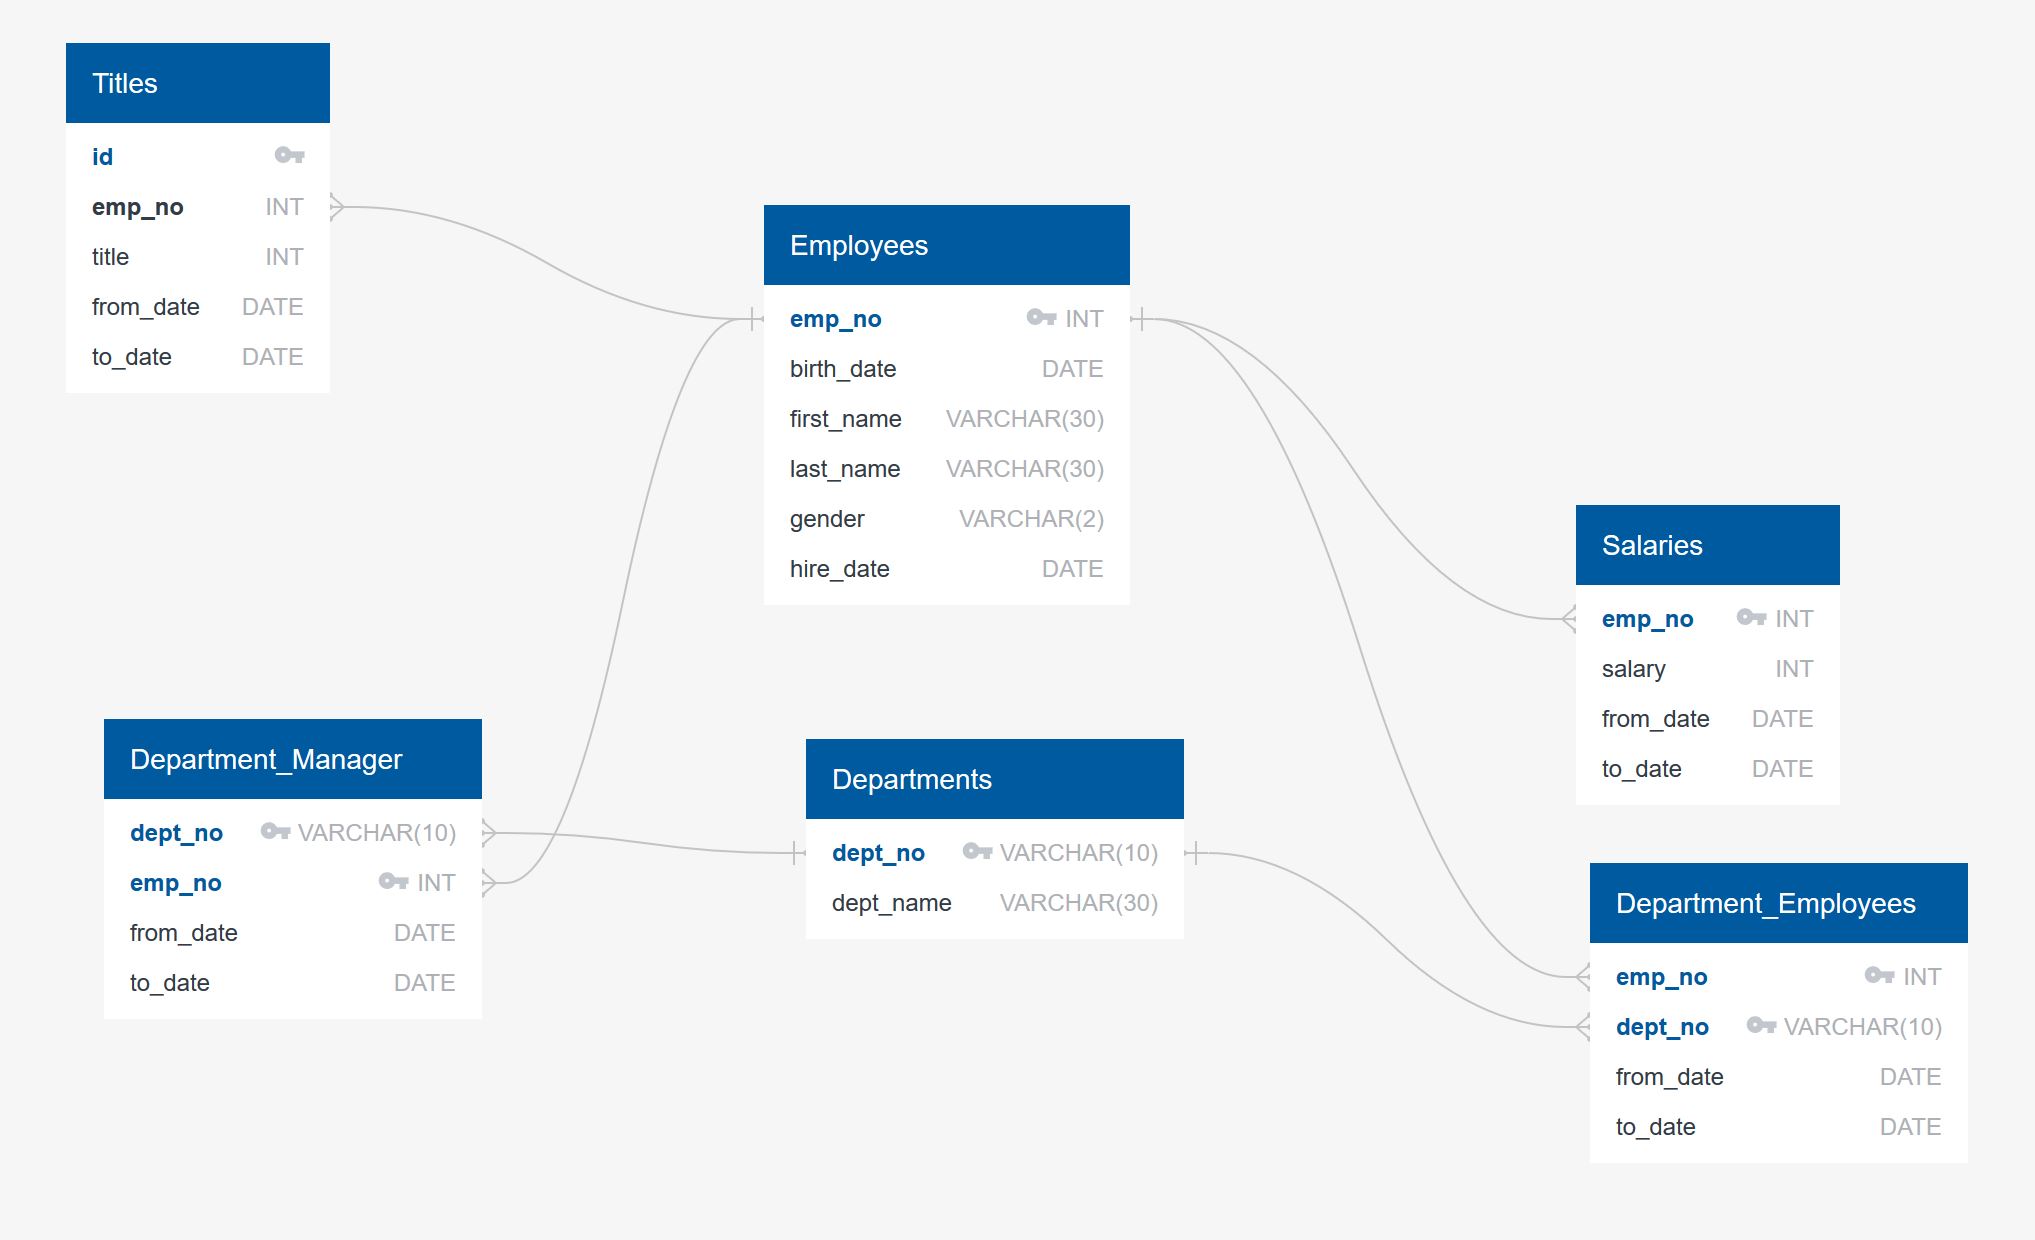 Titles
id
emp_no INT
title INT
from_date DATE
to_date DATE
Employees
emp_no INT
birth_date DATE
first_name VARCHAR(30)
last_name VARCHAR(30)
gender VARCHAR(2)
hire_date DATE
Salaries
emp_no INT
salary INT
from_date DATE
to_date DATE
Department_Manager
dept_no VARCHAR(10)
emp_no INT
from_date DATE
to_date DATE
Departments
dept_no VARCHAR(10)
dept_name VARCHAR(30)
Department_Employees
emp_no INT
dept_no VARCHAR(10)
from_date DATE
to_date DATE